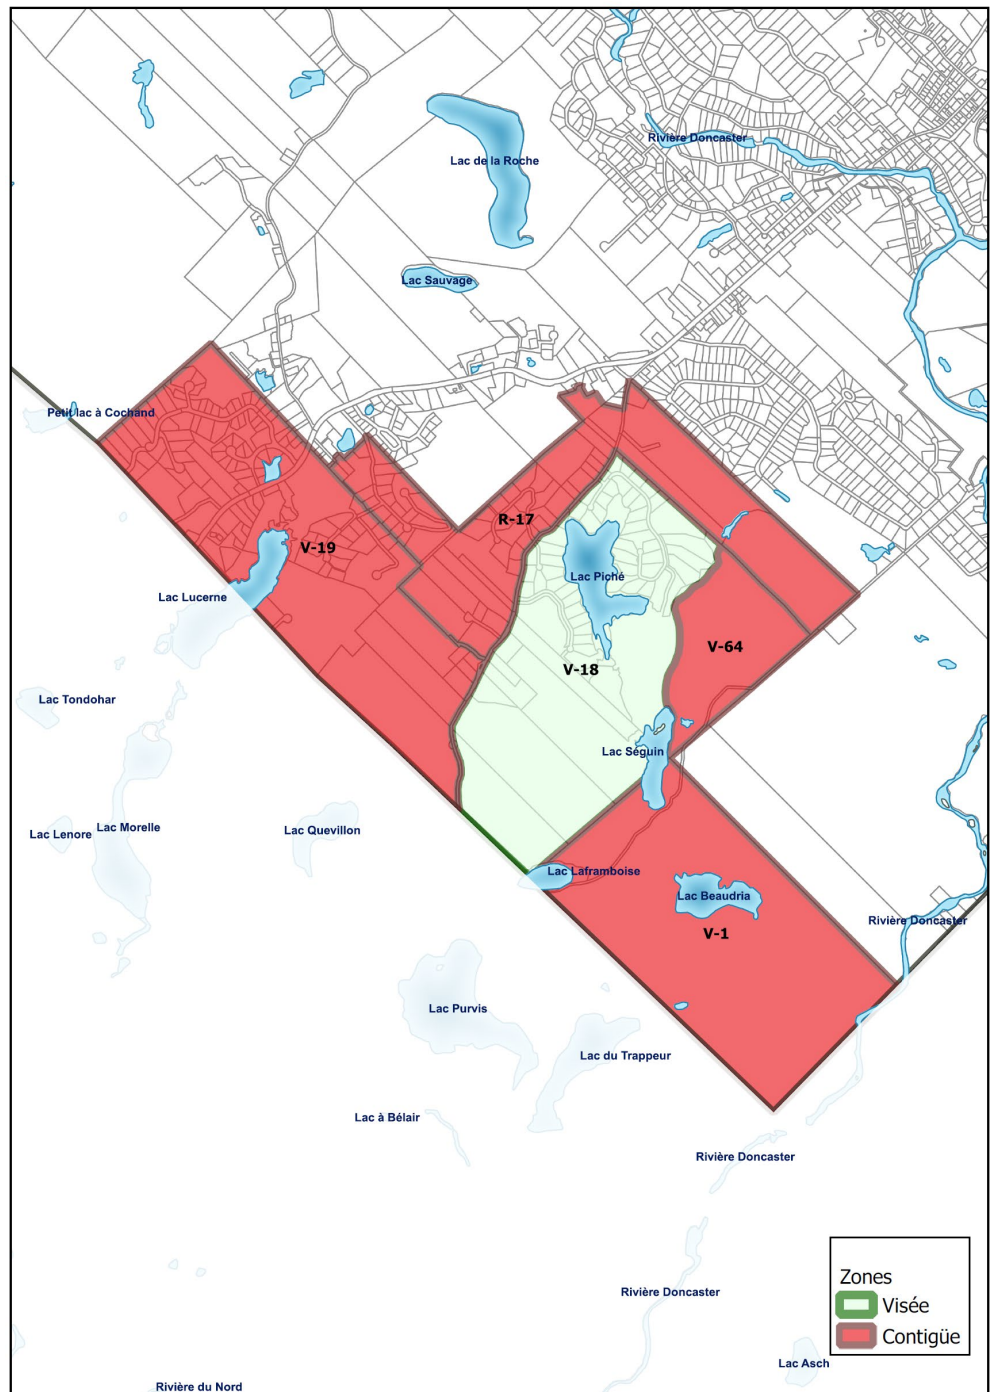 Rivière Doncaster
Lac de la Roche
Lac Sauvage
Petit lac à Cochand
R-17
V-19
Lac Piché
Lac Lucerne
V-64
V-18
Lac Tondohar
Lac Séguin
Lac Lenore
Lac Morelle
Lac Quevillon
Lac Laframboise
Lac Beaudria
Rivière Doncaster
V-1
Lac Purvis
Lac du Trappeur
Lac à Bélair
Rivière Doncaster
Rivière Doncaster
Zones
Visée
Contigüe
Lac Asch
Rivière du Nord